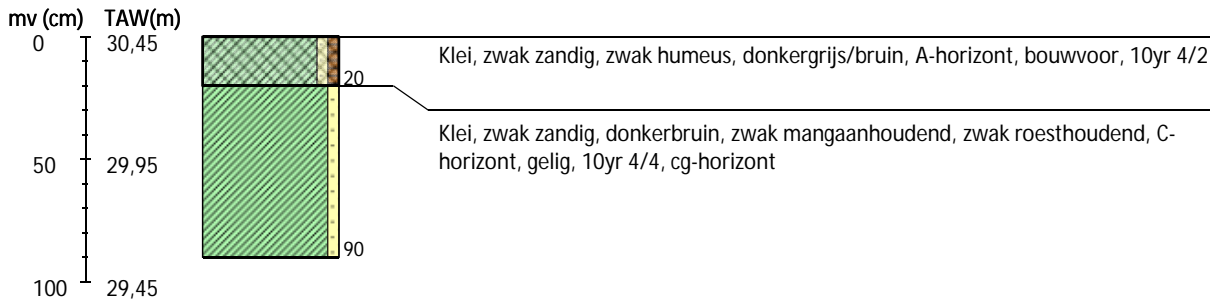 mv (cm) TAW(m)
0 30,45
Klei, zwak zandig, zwak humeus, donkergrijs/bruin, A-horizont, bouwvoor, 10yr 4/2
20
Klei, zwak zandig, donkerbruin, zwak mangaanhoudend, zwak roesthoudend, C-
horizont, gelig, 10yr 4/4, cg-horizont
50 29,95
90
100 29,45